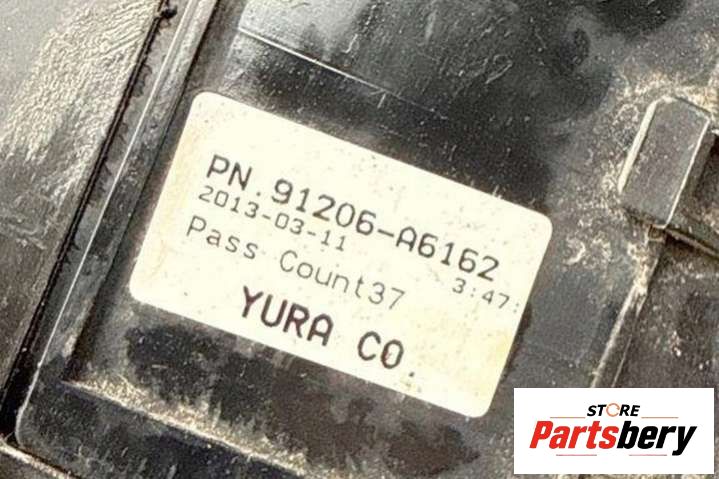 PN.91206-A6162
2013-03-11 3:47:
Pass Count37
YURA CO.
STORE
Partsbery